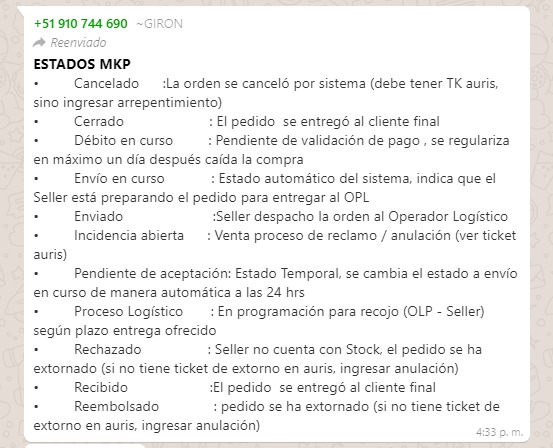 +51 910 744 690 ~GIRON
Reenviado
ESTADOS MKP
• Cancelado :La orden se canceló por sistema (debe tener TK auris,
sino ingresar arrepentimiento)
• Cerrado : El pedido se entregó al cliente final
• Débito en curso : Pendiente de validación de pago , se regulariza
en máximo un día después caída la compra
• Envío en curso : Estado automático del sistema, indica que el
Seller está preparando el pedido para entregar al OPL
• Enviado :Seller despacho la orden al Operador Logístico
• Incidencia abierta : Venta proceso de reclamo / anulación (ver ticket
auris)
• Pendiente de aceptación: Estado Temporal, se cambia el estado a envío
en curso de manera automática a las 24 hrs
• Proceso Logístico : En programación para recojo (OLP - Seller)
según plazo entrega ofrecido
• Rechazado : Seller no cuenta con Stock, el pedido se ha
extornado (si no tiene ticket de extorno en auris, ingresar anulación)
• Recibido :El pedido se entregó al cliente final
• Reembolsado : pedido se ha extornado (si no tiene ticket de
extorno en auris, ingresar anulación)
4:33 p. m.